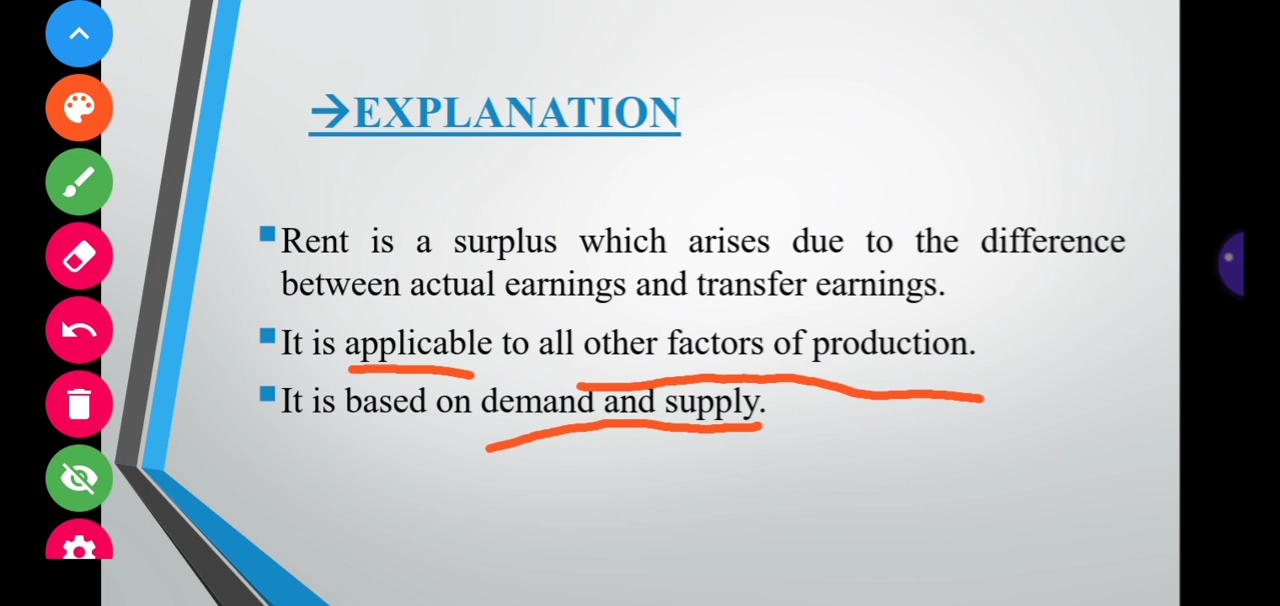 →EXPLANATION
▪Rent is a surplus which arises due to the difference
between actual earnings and transfer earnings.
▪It is applicable to all other factors of production.
▪It is based on demand and supply.